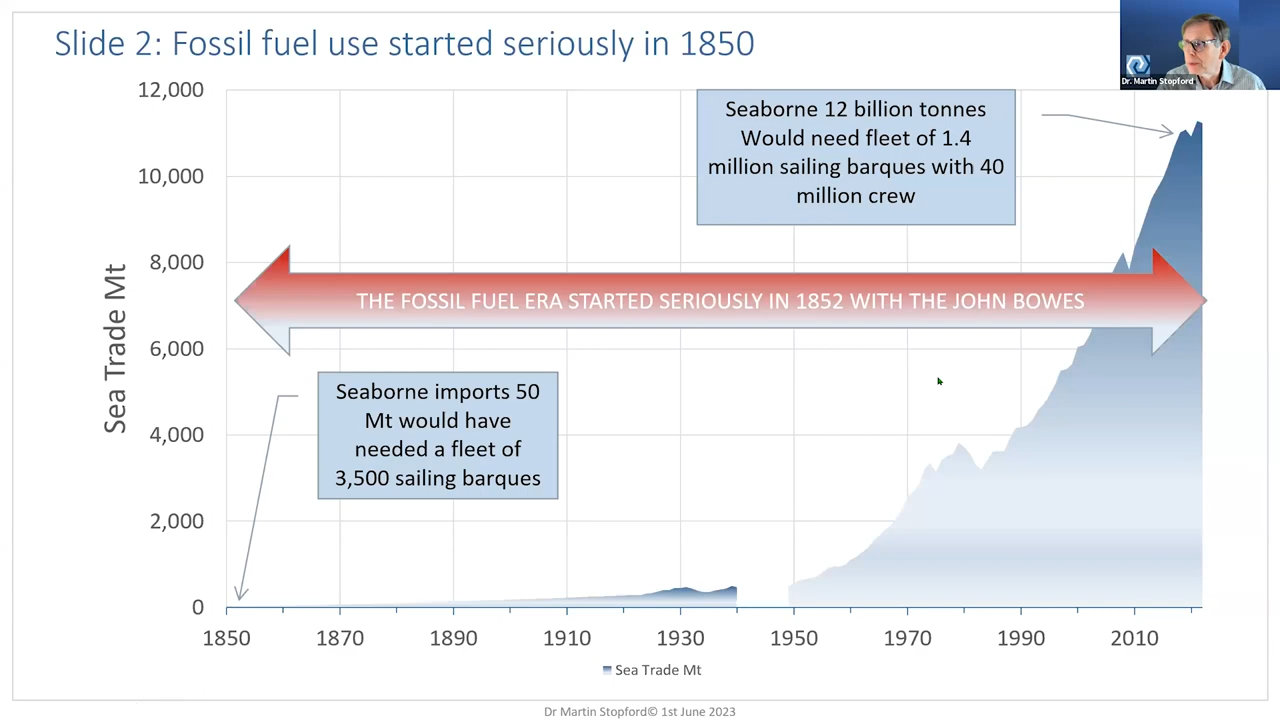 Slide 2: Fossil fuel use started seriously in 1850
Dr. Martin Stopford
12,000
10,000
8,000
6,000
4,000
2,000
0
Sea Trade Mt
Seaborne 12 billion tonnes
Would need fleet of 1.4
million sailing barques with 40
million crew
THE FOSSIL FUEL ERA STARTED SERIOUSLY IN 1852 WITH THE JOHN BOWES
Seaborne imports 50
Mt would have
needed a fleet of
3,500 sailing barques
1850 1870 1890 1910 1930 1950 1970 1990 2010
Sea Trade Mt
Dr Martin Stopford© 1st June 2023